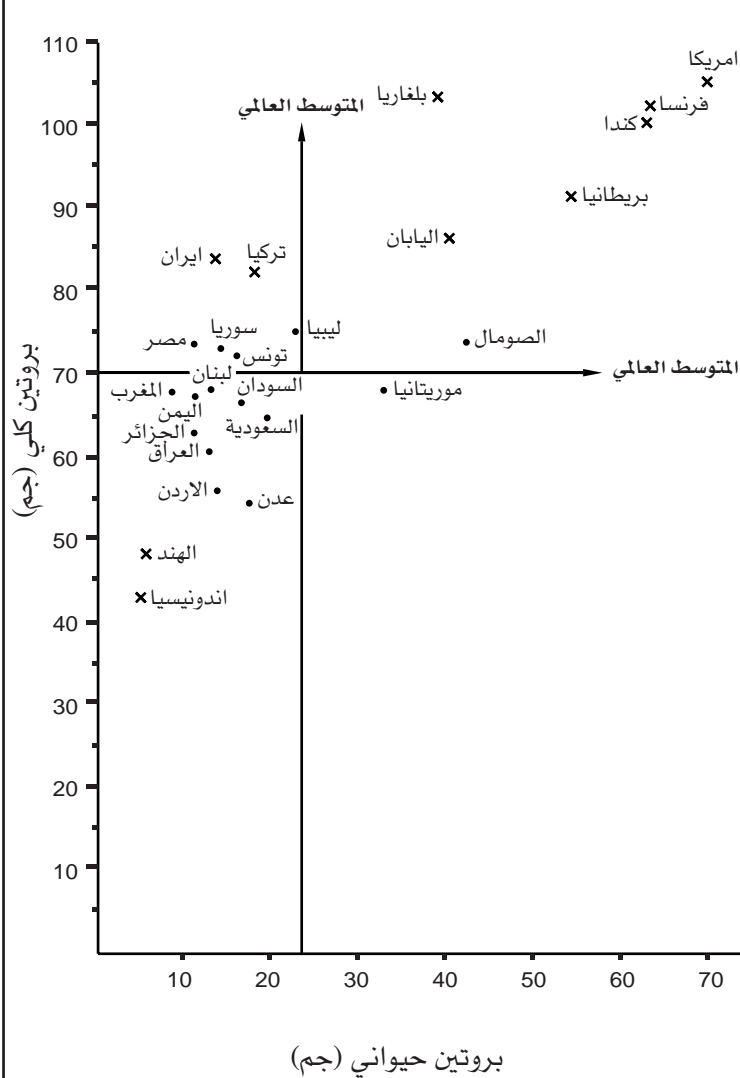 110
امريكا
بلغاريا
المتوسط العالمي
فرنسا
كندا
100
90
بريطانيا
اليابان
تركيا
ايران
80
ليبيا
سوريا
مصر
تونس
الصومال
70
المتوسط العالمي
لبنان
المغرب
السودان
موريتانيا
اليمن
السعودية
الجزائر
العراق
60
الاردن
عدن
50
الهند
اندونيسيا
40
30
20
10
بروتين كلي (جم)
10 20 30 40 50 60 70
بروتين حيواني (جم)